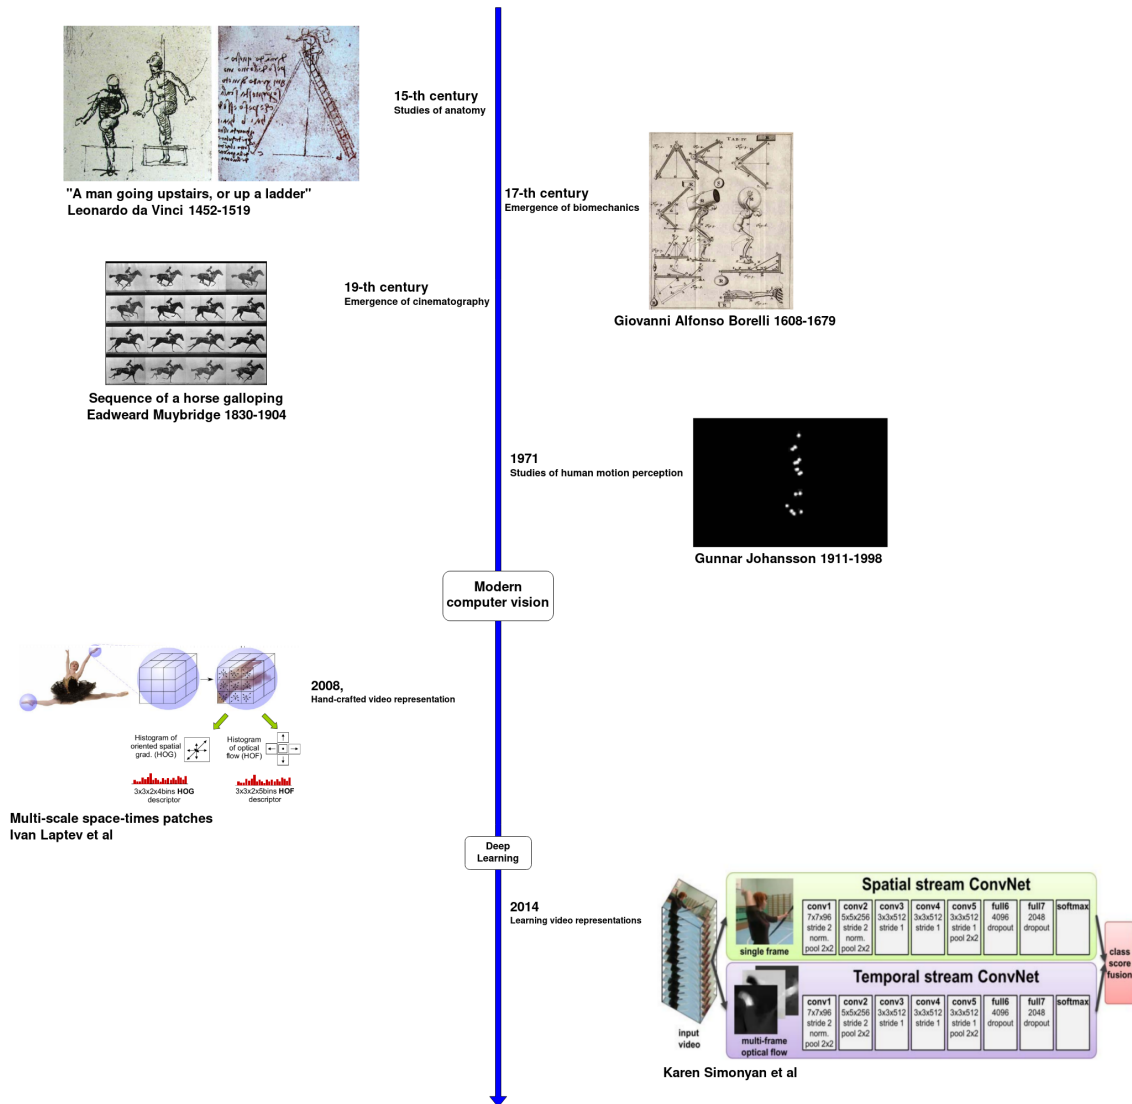 15-th century
Studies of anatomy
"A man going upstairs, or up a ladder"
Leonardo da Vinci 1452-1519
TAB. IV
17-th century
Emergence of biomechanics
Giovanni Alfonso Borelli 1608-1679
19-th century
Emergence of cinematography
Sequence of a horse galloping
Eadweard Muybridge 1830-1904
1971
Studies of human motion perception
Gunnar Johansson 1911-1998
Modern
computer vision
2008,
Hand-crafted video representation
Histogram of
oriented spatial
grad. (HOG)
Histogram
of optical
flow (HOF)
3x3x2x4bins HOG
descriptor
3x3x2x5bins HOF
descriptor
Multi-scale space-times patches
Ivan Laptev et al
Deep
Learning
2014
Learning video representations
input
video
Spatial stream ConvNet
single frame
conv1
7x7x96
stride 2
norm.
pool 2x2
conv2
5x5x256
stride 2
norm.
pool 2x2
conv3
3x3x512
stride 1
conv4
3x3x512
stride 1
conv5
3x3x512
stride 1
pool 2x2
full6
4096
dropout
full7
2048
dropout
softmax
Temporal stream ConvNet
multi-frame
optical flow
conv1
7x7x96
stride 2
norm.
pool 2x2
conv2
5x5x256
stride 2
pool 2x2
conv3
3x3x512
stride 1
conv4
3x3x512
stride 1
conv5
3x3x512
stride 1
pool 2x2
full6
4096
dropout
full7
2048
dropout
softmax
class
score
fusion
Karen Simonyan et al